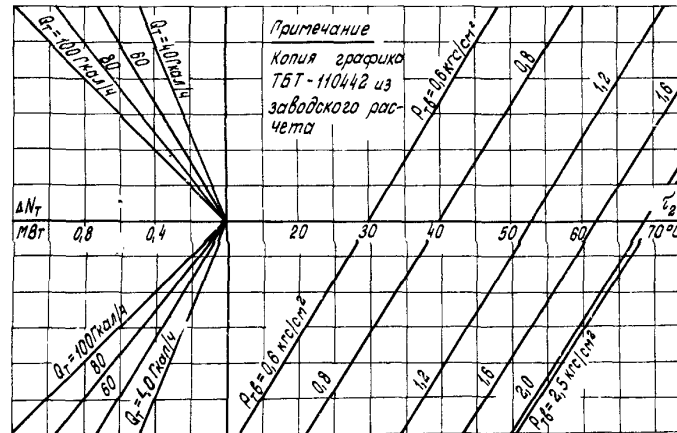 Qт=100Гкал/ч
80
60
Qт=40Гкал/ч
Примечание
Копия графика
ТБТ-110442 из
заводского рас-
чета
Pтв=0,6 кгс/см²
0,8
1,2
1,6
ΔNт
МВт
0,8
0,4
20
30
40
50
60
70°C
τ₂
Qт=100Гкал/ч
80
60
Qт=40Гкал/ч
Pтв=0,6 кгс/см²
0,8
1,2
1,6
2,0
Pтв=2,5 кгс/см²